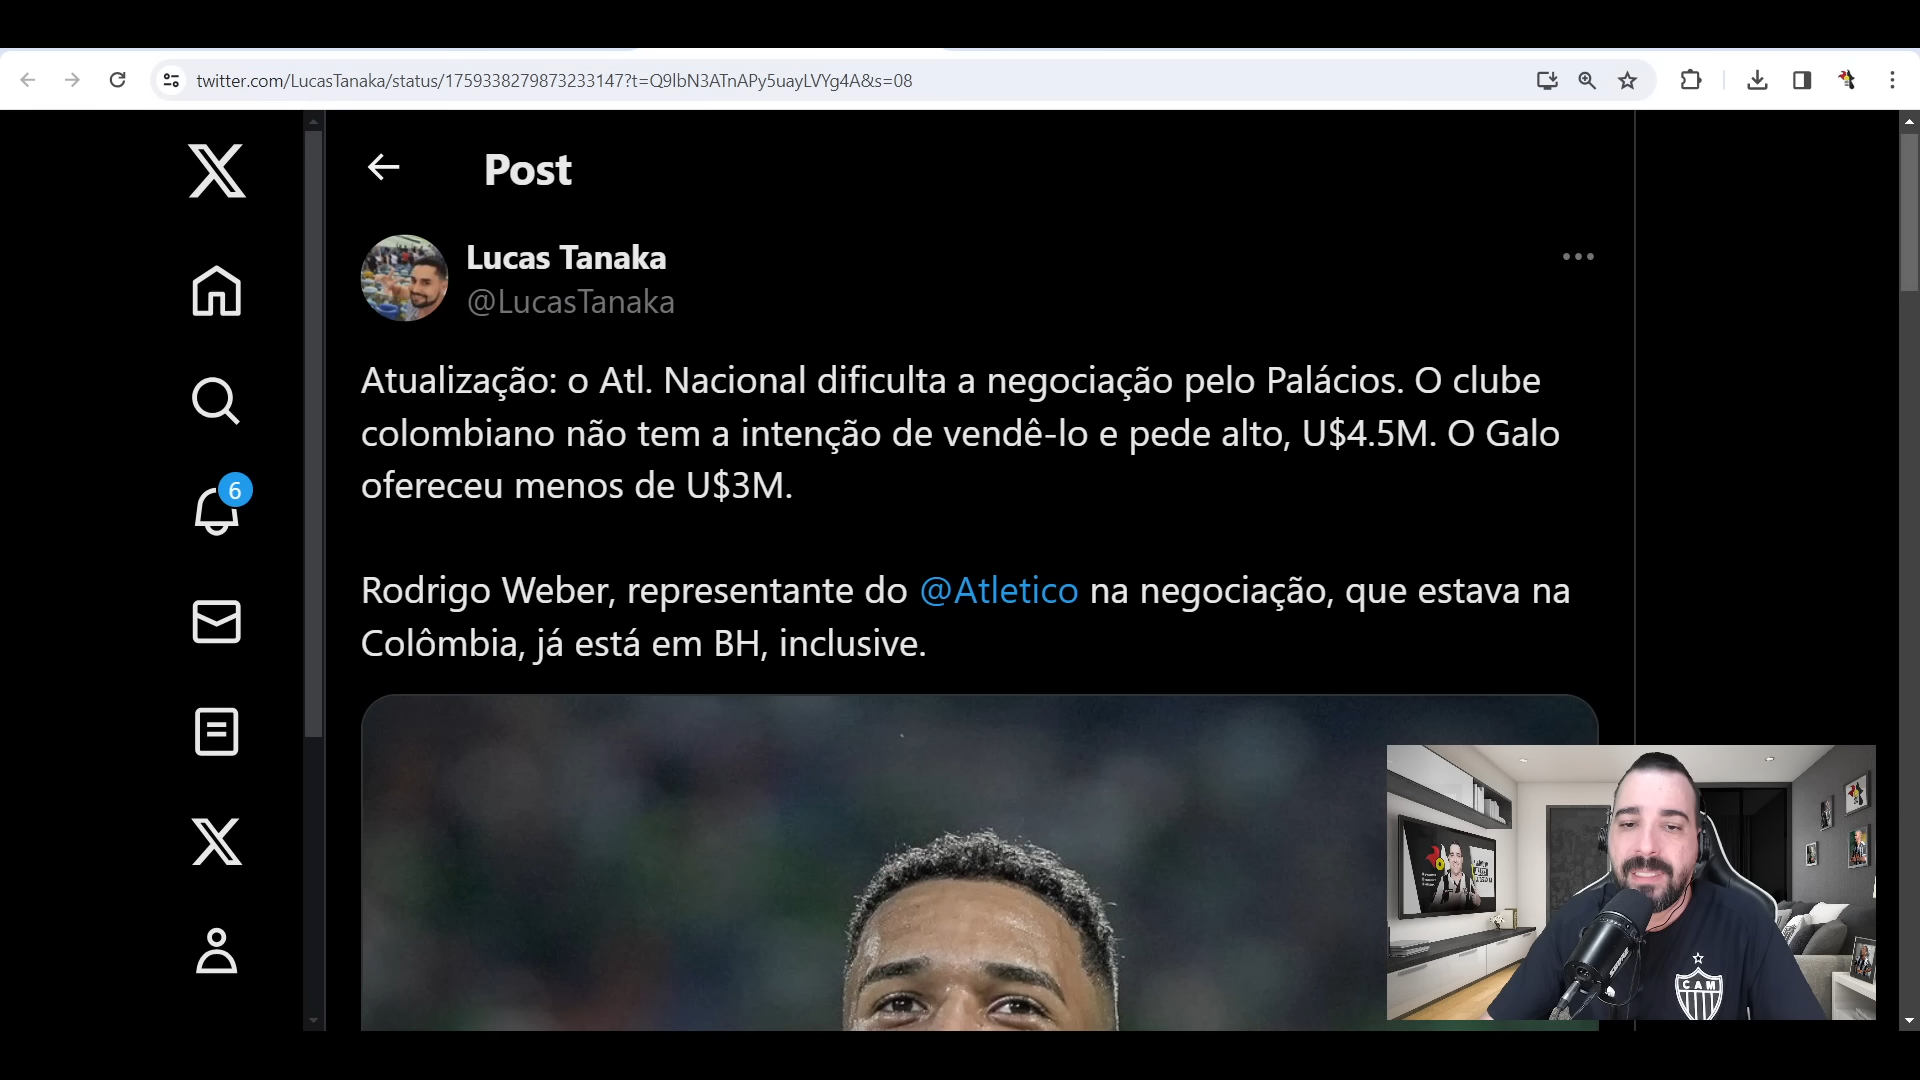 twitter.com/LucasTanaka/status/1759338279873233147?t=Q9lbN3ATnAPy5uayLVYg4A&s=08
Post
Lucas Tanaka
@LucasTanaka
Atualização: o Atl. Nacional dificulta a negociação pelo Palácios. O clube
colombiano não tem a intenção de vendê-lo e pede alto, U$4.5M. O Galo
ofereceu menos de U$3M.
6
Rodrigo Weber, representante do @Atletico na negociação, que estava na
Colômbia, já está em BH, inclusive.
CAM